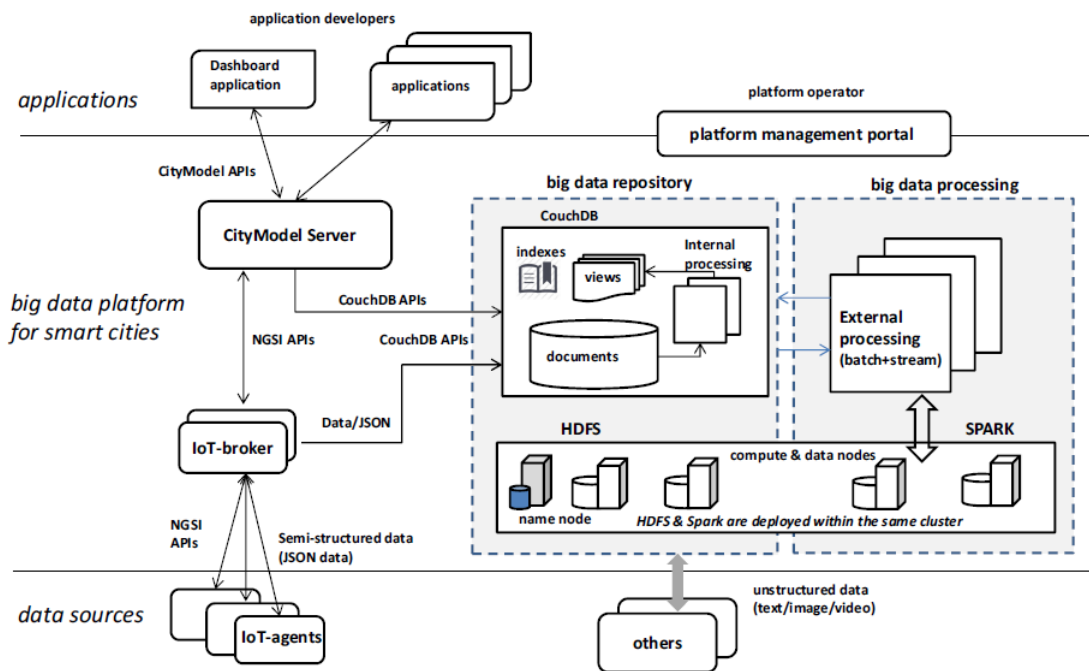 application developers
Dashboard
application
applications
applications
platform operator
platform management portal
CityModel APIs
big data repository
big data processing
CouchDB
CityModel Server
indexes
views
Internal
processing
CouchDB APIs
big data platform
for smart cities
NGSI APIs
CouchDB APIs
documents
External
processing
(batch+stream)
Data/JSON
IoT-broker
HDFS
SPARK
compute & data nodes
name node
HDFS & Spark are deployed within the same cluster
NGSI
APIs
Semi-structured data
(JSON data)
data sources
IoT-agents
unstructured data
(text/image/video)
others